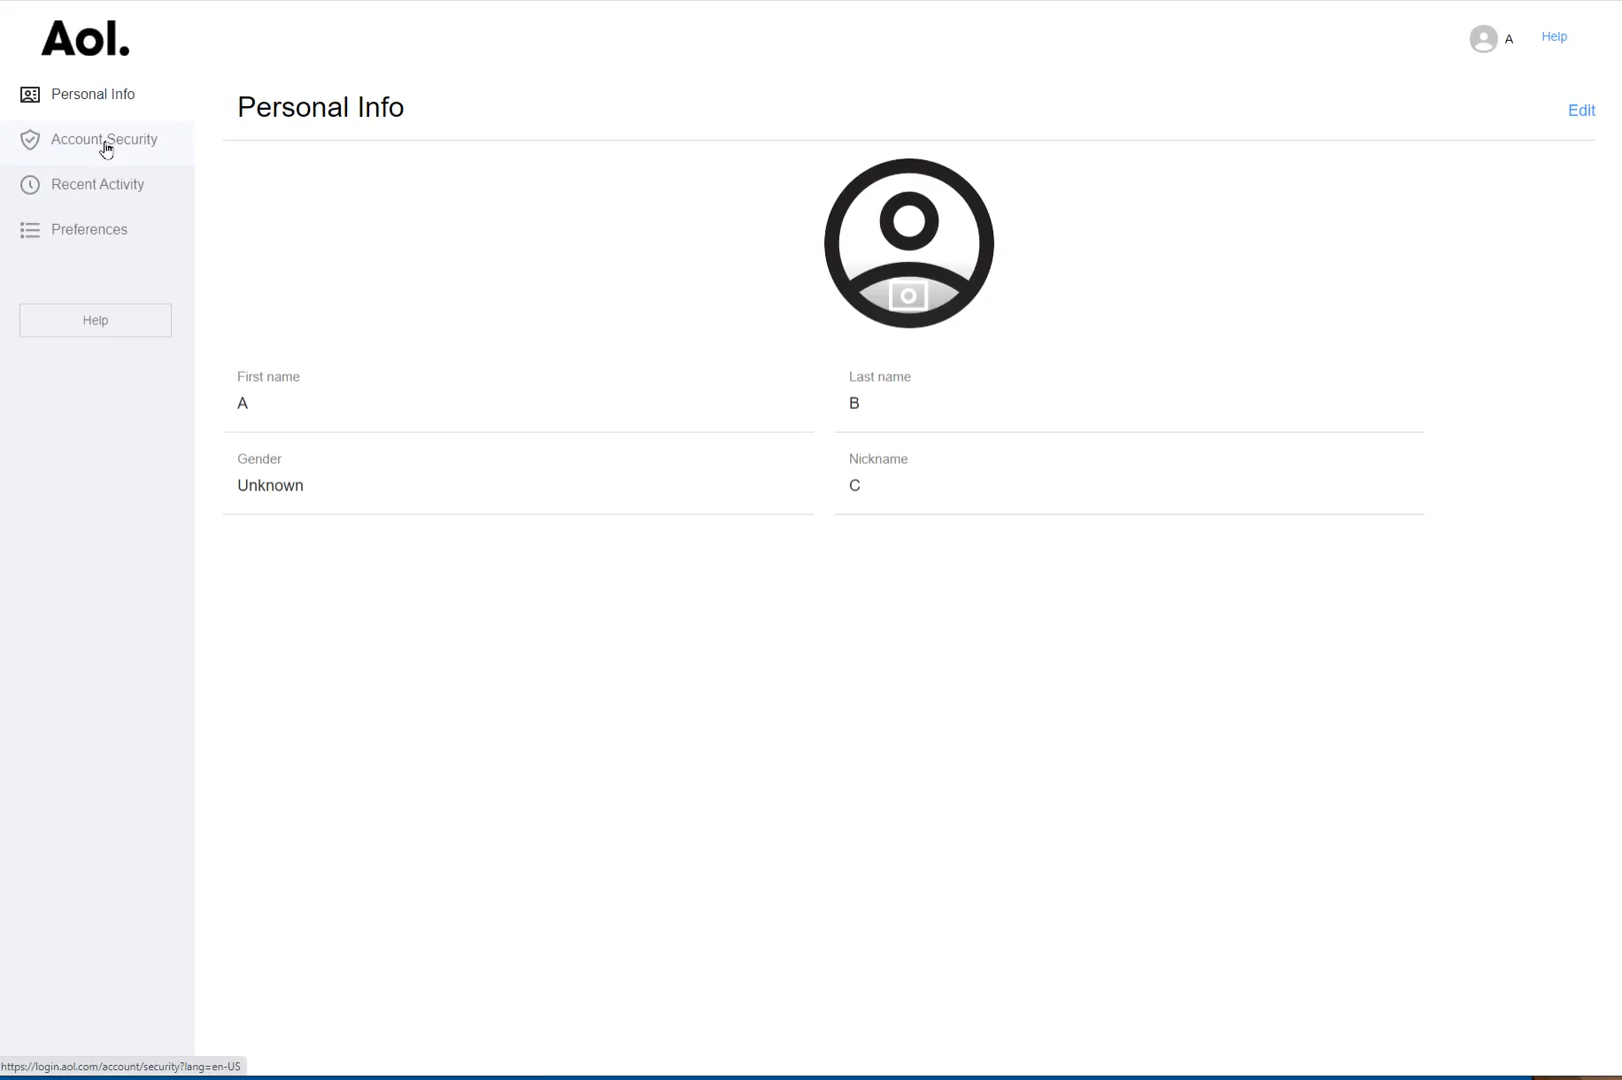 Aol.
A
Help
Personal Info
Account Security
Recent Activity
Preferences
Help
Personal Info
Edit
First name
A
Last name
B
Gender
Unknown
Nickname
C
https://login.aol.com/account/security?lang=en-US